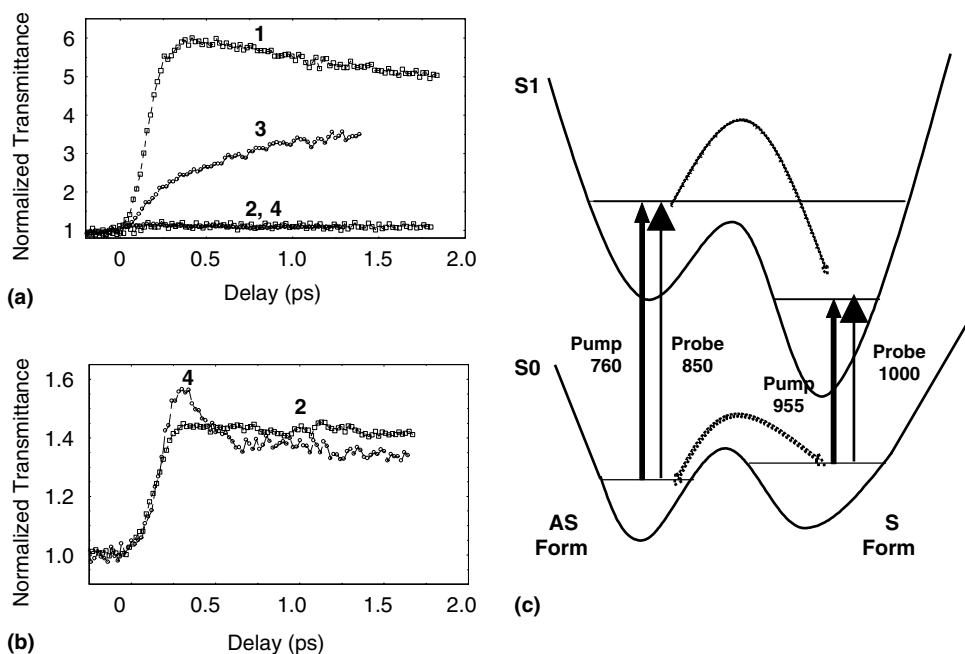 Normalized Transmittance
6
5
4
3
2
1
1
3
2, 4
0
0.5
1.0
1.5
2.0
Delay (ps)
(a)
Normalized Transmittance
1.6
1.4
1.2
1.0
4
2
0
0.5
1.0
1.5
2.0
Delay (ps)
(b)
S1
S0
Pump
760
Probe
850
Pump
955
Probe
1000
AS
Form
S
Form
(c)